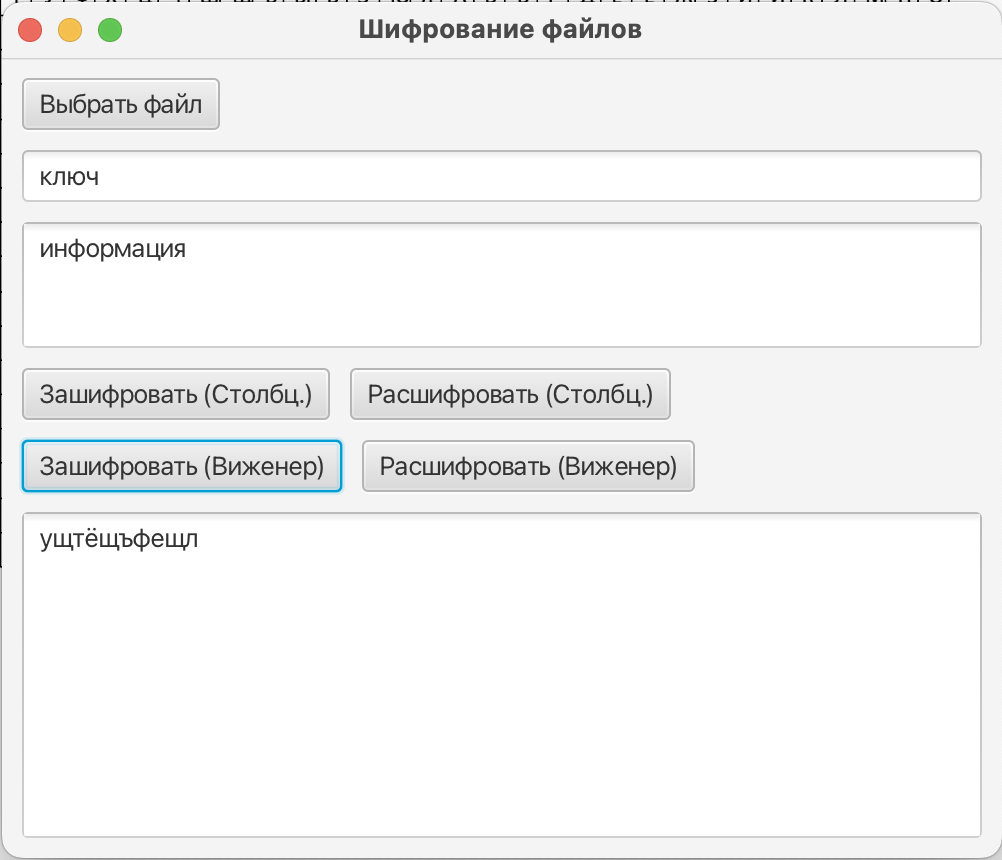 Шифрование файлов
Выбрать файл
ключ
информация
Зашифровать (Столбц.) Расшифровать (Столбц.)
Зашифровать (Виженер) Расшифровать (Виженер)
ущтёщъфещл